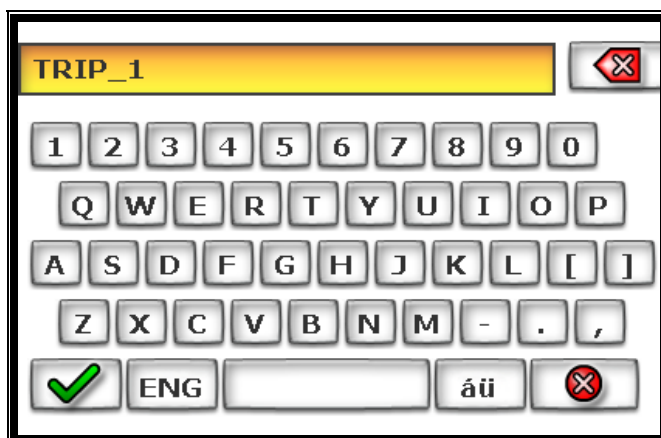 TRIP_1
1 2 3 4 5 6 7 8 9 0
Q W E R T Y U I O P
A S D F G H J K L [ ]
Z X C V B N M - . ,
ENG áü